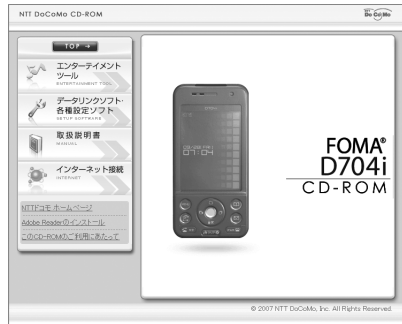 NTT DoCoMo CD-ROM
NTT DoCoMo
TOP →
エンターテイメント
ツール
ENTERTAINMENT TOOL
データリンクソフト・
各種設定ソフト
SETUP SOFTWARE
取扱説明書
MANUAL
インターネット接続
INTERNET
NTTドコモ ホームページ
Adobe Readerのインストール
このCD-ROMのご利用にあたって
FOMA®
D704i
CD-ROM
© 2007 NTT DoCoMo, Inc. All Rights Reserved.